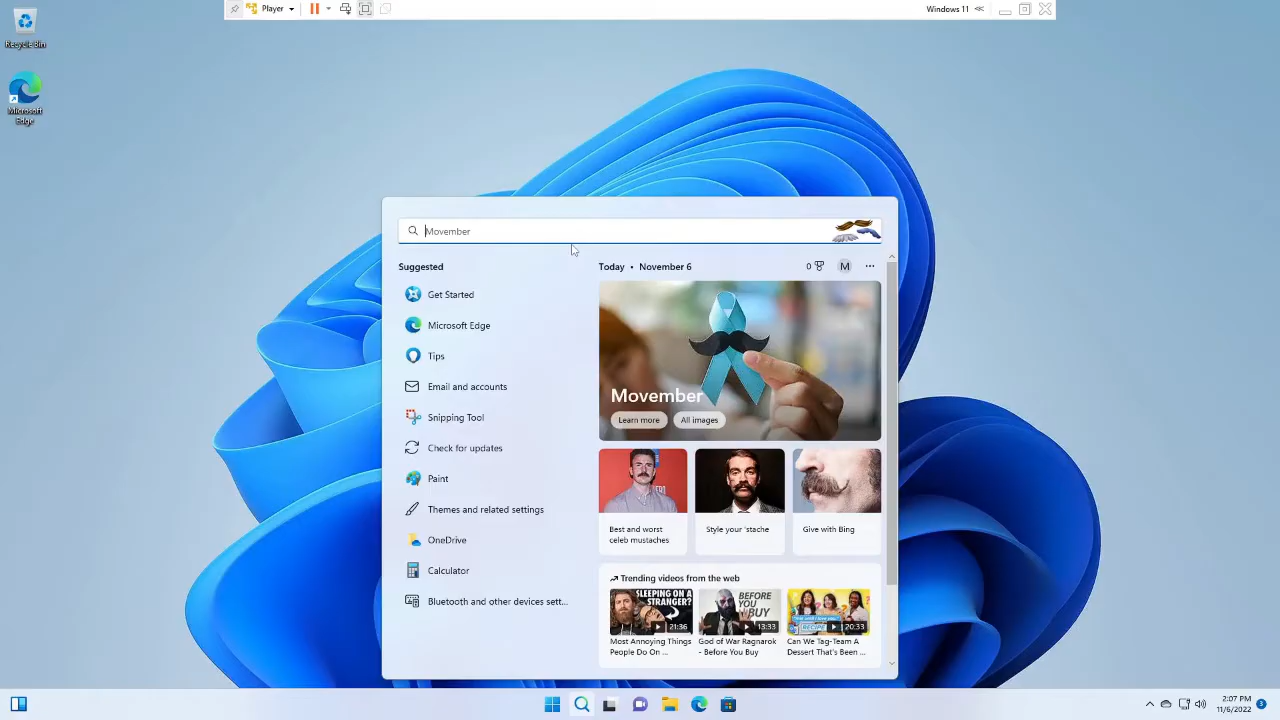 Player
Windows 11
Recycle Bin
Microsoft
Edge
Movember
Suggested
Get Started
Microsoft Edge
Tips
Email and accounts
Snipping Tool
Check for updates
Paint
Themes and related settings
OneDrive
Calculator
Bluetooth and other devices sett...
Today • November 6
0
M
Movember
Learn more
All images
Best and worst
celeb mustaches
Style your 'stache
Give with Bing
Trending videos from the web
SLEEPING ON A
STRANGER?
21:36
Most Annoying Things
People Do On ...
BEFORE
YOU
BUY
13:33
God of War Ragnarok
- Before You Buy
RECIPE
20:33
Can We Tag-Team A
Dessert That's Been ...
2:07 PM
11/6/2022
3